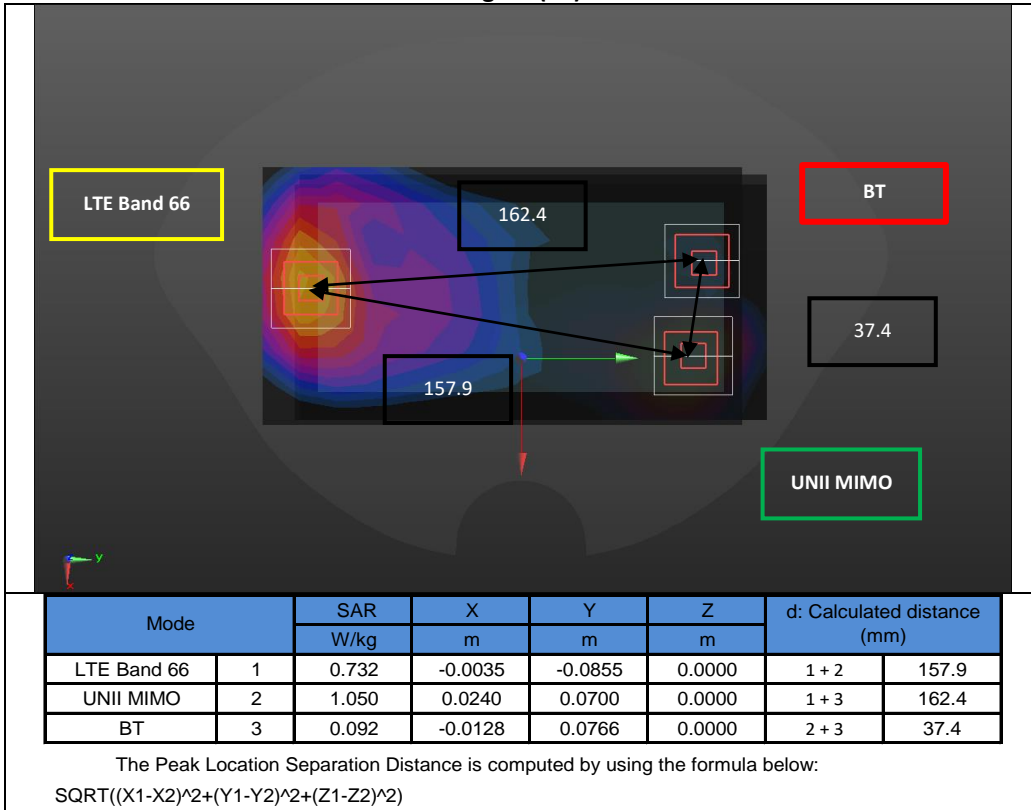 LTE Band 66
162.4
BT
37.4
157.9
UNII MIMO
Y
X
Mode SAR X Y Z d: Calculated distance (mm)
W/kg m m m
LTE Band 66 1 0.732 -0.0035 -0.0855 0.0000 1 + 2 157.9
UNII MIMO 2 1.050 0.0240 0.0700 0.0000 1 + 3 162.4
BT 3 0.092 -0.0128 0.0766 0.0000 2 + 3 37.4
The Peak Location Separation Distance is computed by using the formula below:
SQRT((X1-X2)^2+(Y1-Y2)^2+(Z1-Z2)^2)